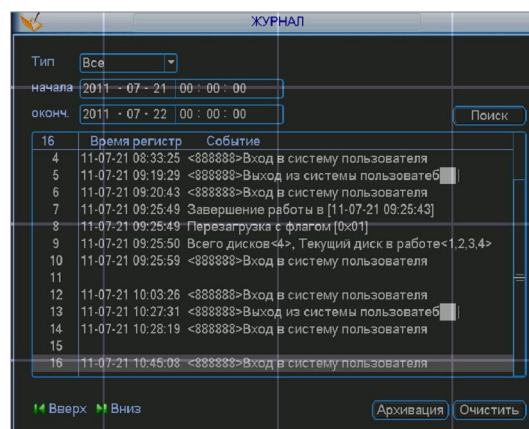 ЖУРНАЛ
Тип Все
начала 2011 - 07 - 21 00 : 00 : 00
оконч. 2011 - 07 - 22 00 : 00 : 00
Поиск
16 Время регистр Событие
4 11-07-21 08:33:25 <888888>Вход в систему пользователя
5 11-07-21 09:19:29 <888888>Выход из системы пользоватеб
6 11-07-21 09:20:43 <888888>Вход в систему пользователя
7 11-07-21 09:25:49 Завершение работы в [11-07-21 09:25:43]
8 11-07-21 09:25:49 Перезагрузка с флагом [0x01]
9 11-07-21 09:25:50 Всего дисков<4>, Текущий диск в работе<1,2,3,4>
10 11-07-21 09:25:59 <888888>Вход в систему пользователя
11
12 11-07-21 10:03:26 <888888>Вход в систему пользователя
13 11-07-21 10:27:31 <888888>Выход из системы пользоватеб
14 11-07-21 10:28:19 <888888>Вход в систему пользователя
15
16 11-07-21 10:45:08 <888888>Вход в систему пользователя
Вверх Вниз Архивация Очистить